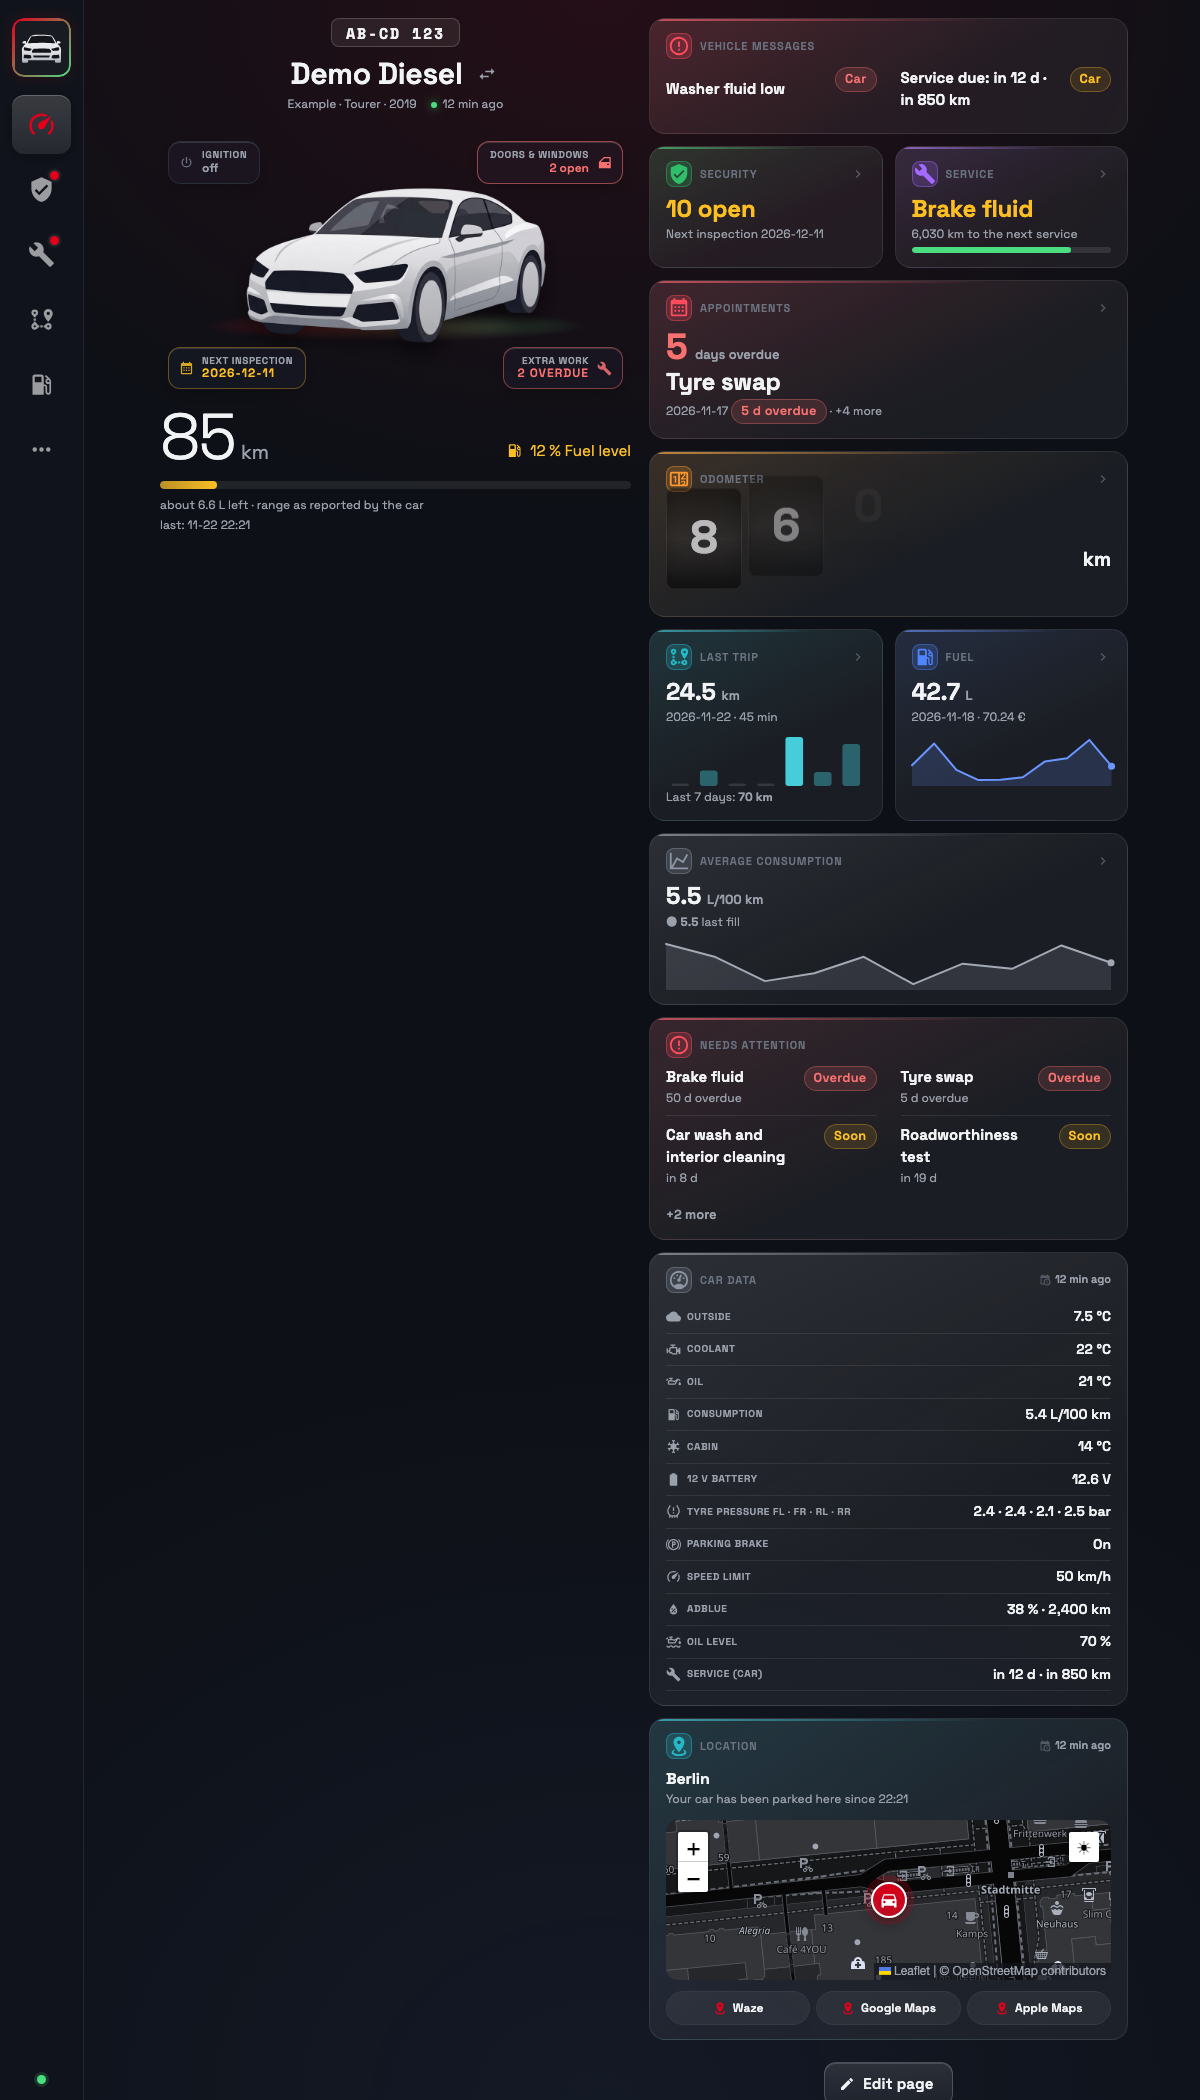 AB-CD 123
Demo Diesel
Example · Tourer · 2019
12 min ago
IGNITION
off
DOORS & WINDOWS
2 open
NEXT INSPECTION
2026-12-11
EXTRA WORK
2 OVERDUE
85 km
12 % Fuel level
about 6.6 L left · range as reported by the car
last: 11-22 22:21
VEHICLE MESSAGES
Washer fluid low
Car
Service due: in 12 d ·
in 850 km
Car
SECURITY
10 open
Next inspection 2026-12-11
SERVICE
Brake fluid
6,030 km to the next service
APPOINTMENTS
5 days overdue
Tyre swap
2026-11-17 5 d overdue · +4 more
ODOMETER
8 6 0
km
LAST TRIP
24.5 km
2026-11-22 · 45 min
Last 7 days: 70 km
FUEL
42.7 L
2026-11-18 · 70.24 €
AVERAGE CONSUMPTION
5.5 L/100 km
5.5 last fill
NEEDS ATTENTION
Brake fluid
Overdue
50 d overdue
Tyre swap
Overdue
5 d overdue
Car wash and
interior cleaning
Soon
in 8 d
Roadworthiness
test
Soon
in 19 d
+2 more
CAR DATA
12 min ago
OUTSIDE 7.5 °C
COOLANT 22 °C
OIL 21 °C
CONSUMPTION 5.4 L/100 km
CABIN 14 °C
12 V BATTERY 12.6 V
TYRE PRESSURE FL · FR · RL · RR 2.4 · 2.4 · 2.1 · 2.5 bar
PARKING BRAKE On
SPEED LIMIT 50 km/h
ADBLUE 38 % · 2,400 km
OIL LEVEL 70 %
SERVICE (CAR) in 12 d · in 850 km
LOCATION
12 min ago
Berlin
Your car has been parked here since 22:21
+
−
Frittenwerk
59
Stadtmitte
17
Slim
Neuhaus
14
Kamps
Alegria
13
10
Café 4YOU
185
Leaflet | © OpenStreetMap contributors
Waze
Google Maps
Apple Maps
Edit page